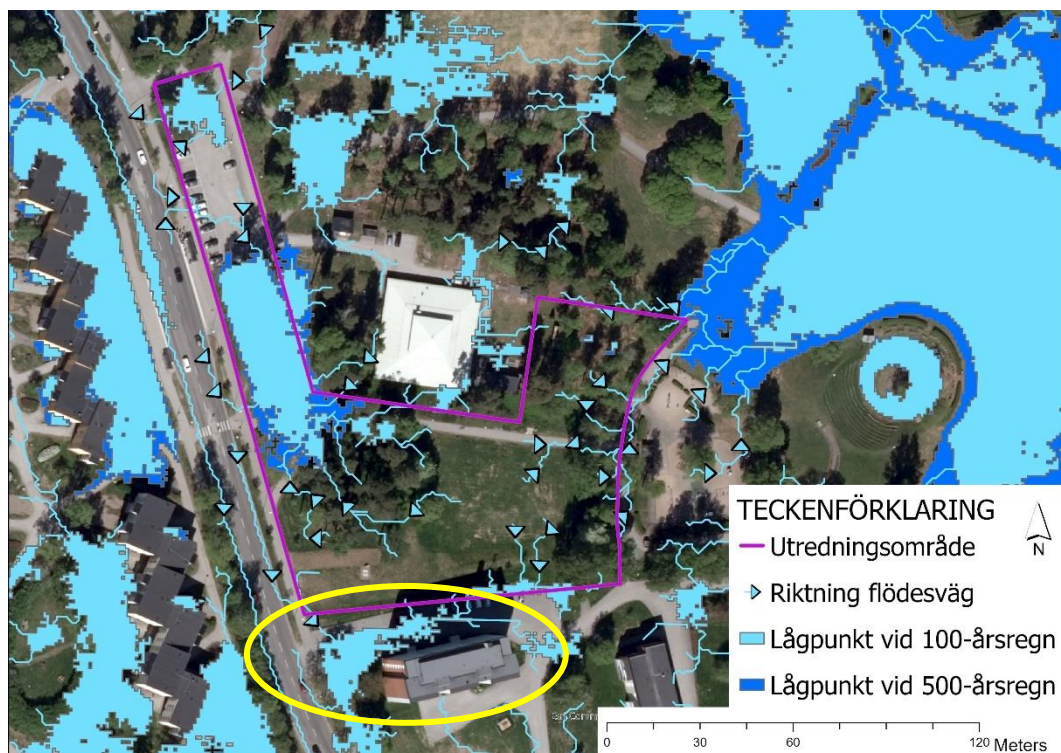 TECKENFÖRKLARING
Utredningsområde
N
Riktning flödesväg
Lågpunkt vid 100-årsregn
Lågpunkt vid 500-årsregn
0 30 60 120
Meters